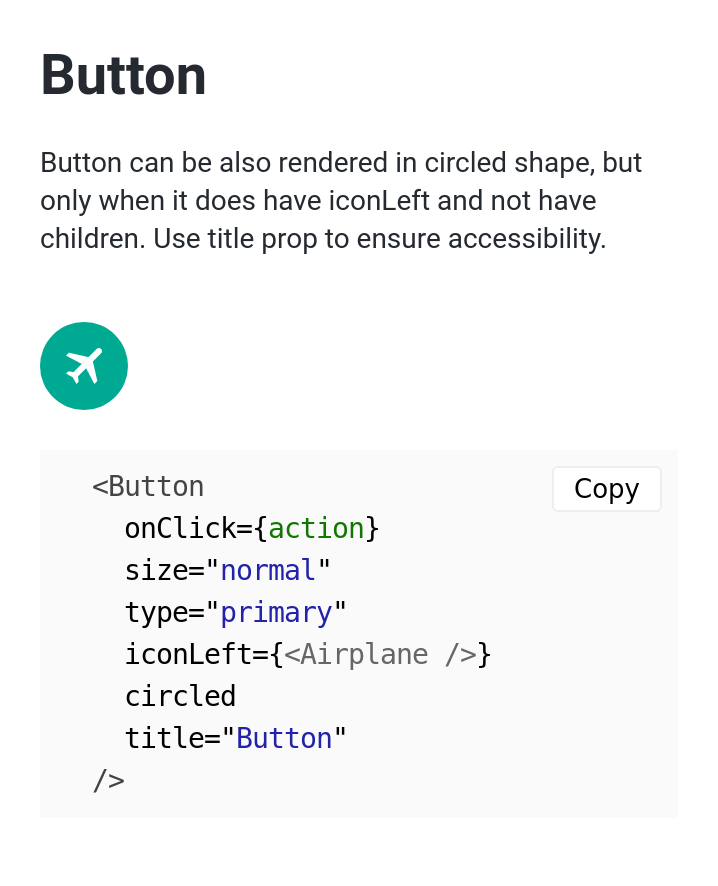 Button
Button can be also rendered in circled shape, but
only when it does have iconLeft and not have
children. Use title prop to ensure accessibility.
<Button
Copy
onClick={action}
size="normal"
type="primary"
iconLeft={<Airplane />}
circled
title="Button"
/>